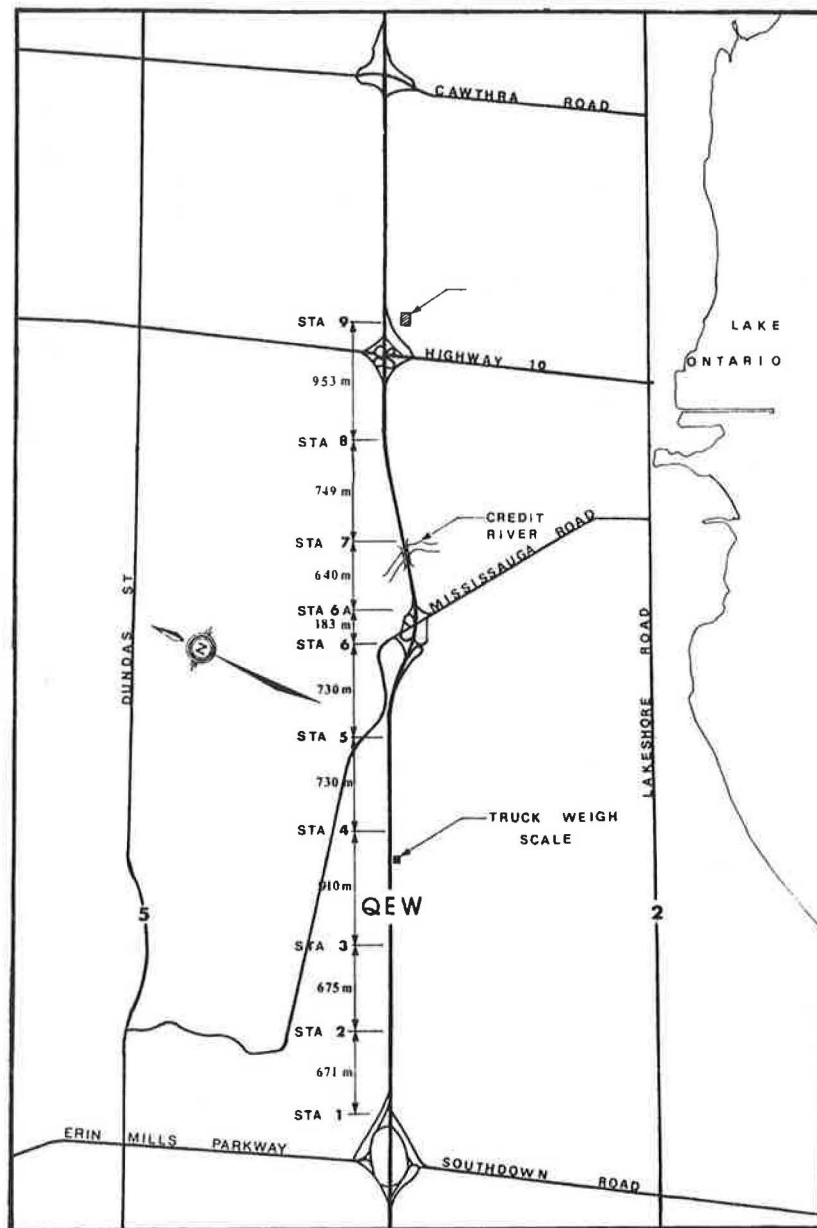 CAWTHRA ROAD
STA 9
LAKE
ONTARIO
HIGHWAY 10
953 m
STA 8
749 m
CREDIT
RIVER
MISSISSAUGA ROAD
STA 7
640 m
STA 6A
183 m
STA 6
DUNDAS ST
N
LAKESHORE ROAD
730 m
STA 5
730 m
TRUCK WEIGH
SCALE
STA 4
910 m
QEW
5
2
STA 3
675 m
STA 2
671 m
STA 1
ERIN MILLS PARKWAY
SOUTHDOWN ROAD